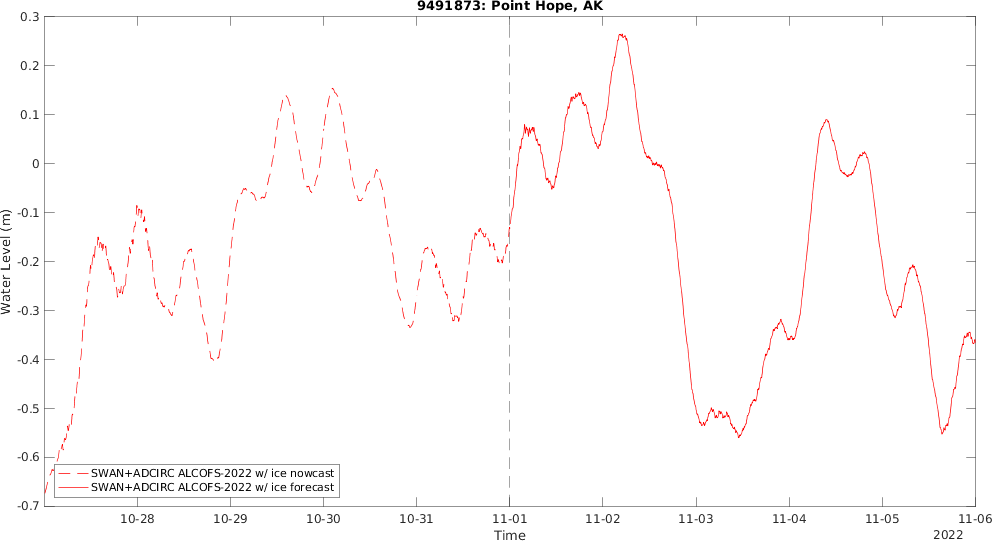 9491873: Point Hope, AK
0.3
0.2
0.1
0
-0.1
-0.2
-0.3
-0.4
-0.5
-0.6
-0.7
Water Level (m)
SWAN+ADCIRC ALCOFS-2022 w/ ice nowcast
SWAN+ADCIRC ALCOFS-2022 w/ ice forecast
10-28 10-29 10-30 10-31 11-01 11-02 11-03 11-04 11-05 11-06
Time
2022